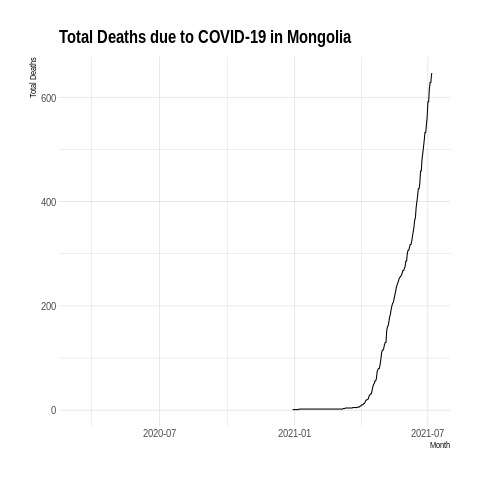 Total Deaths due to COVID-19 in Mongolia
Total Deaths
600
400
200
0
2020-07
2021-01
2021-07
Month